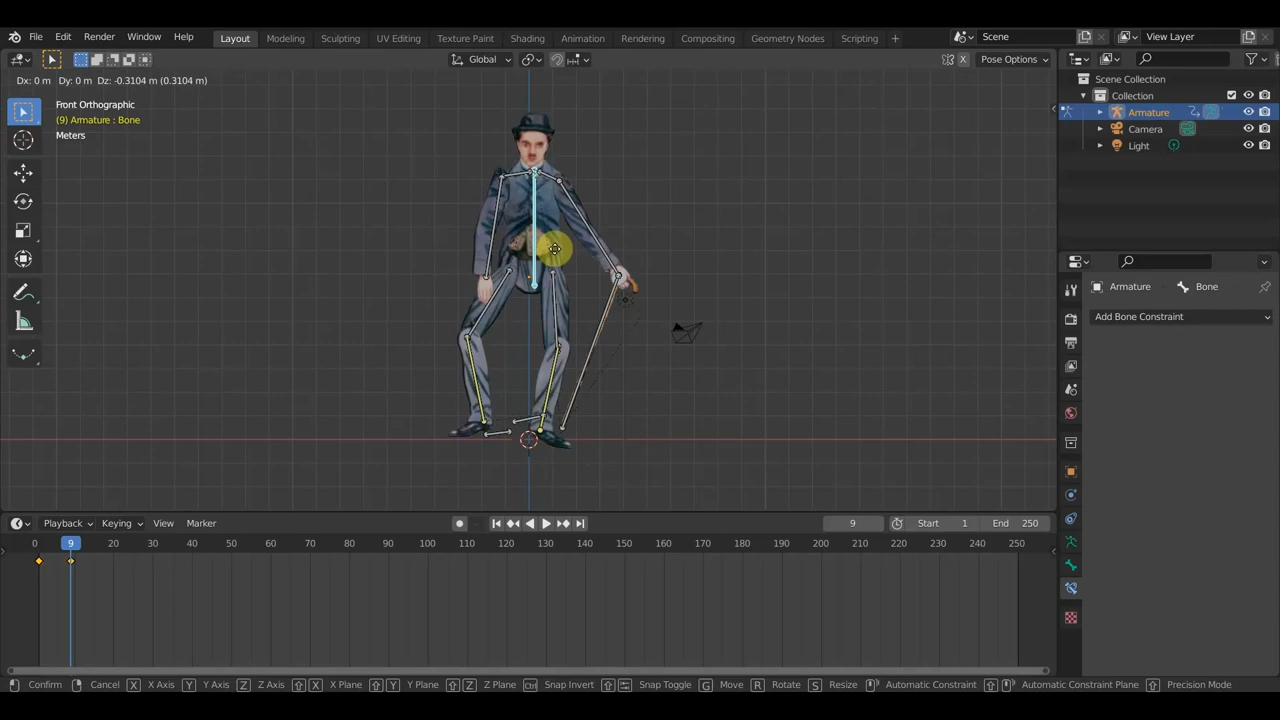 File Edit Render Window Help Layout Modeling Sculpting UV Editing Texture Paint Shading Animation Rendering Compositing Geometry Nodes Scripting + Scene View Layer
Global X Pose Options
Dx: 0 m Dy: 0 m Dz: -0.3104 m (0.3104 m)
Scene Collection
Collection
Armature
Camera
Light
Front Orthographic
(9) Armature : Bone
Meters
Armature Bone
Add Bone Constraint
Playback Keying View Marker 9 Start 1 End 250
0 9 20 30 40 50 60 70 80 90 100 110 120 130 140 150 160 170 180 190 200 210 220 230 240 250
Confirm Cancel X X Axis Y Y Axis Z Z Axis X X Plane Y Y Plane Z Z Plane Ctrl Snap Invert Snap Toggle G Move R Rotate S Resize Automatic Constraint Automatic Constraint Plane Precision Mode